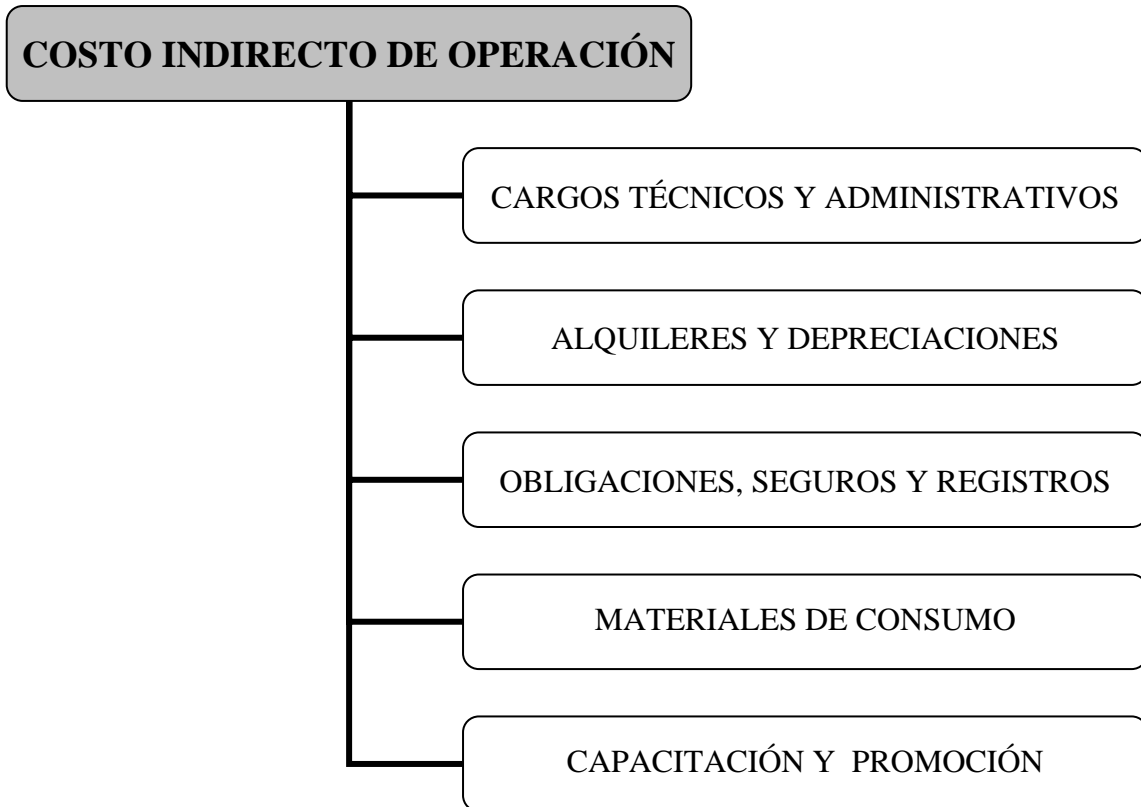 COSTO INDIRECTO DE OPERACIÓN
CARGOS TÉCNICOS Y ADMINISTRATIVOS
ALQUILERES Y DEPRECIACIONES
OBLIGACIONES, SEGUROS Y REGISTROS
MATERIALES DE CONSUMO
CAPACITACIÓN Y PROMOCIÓN